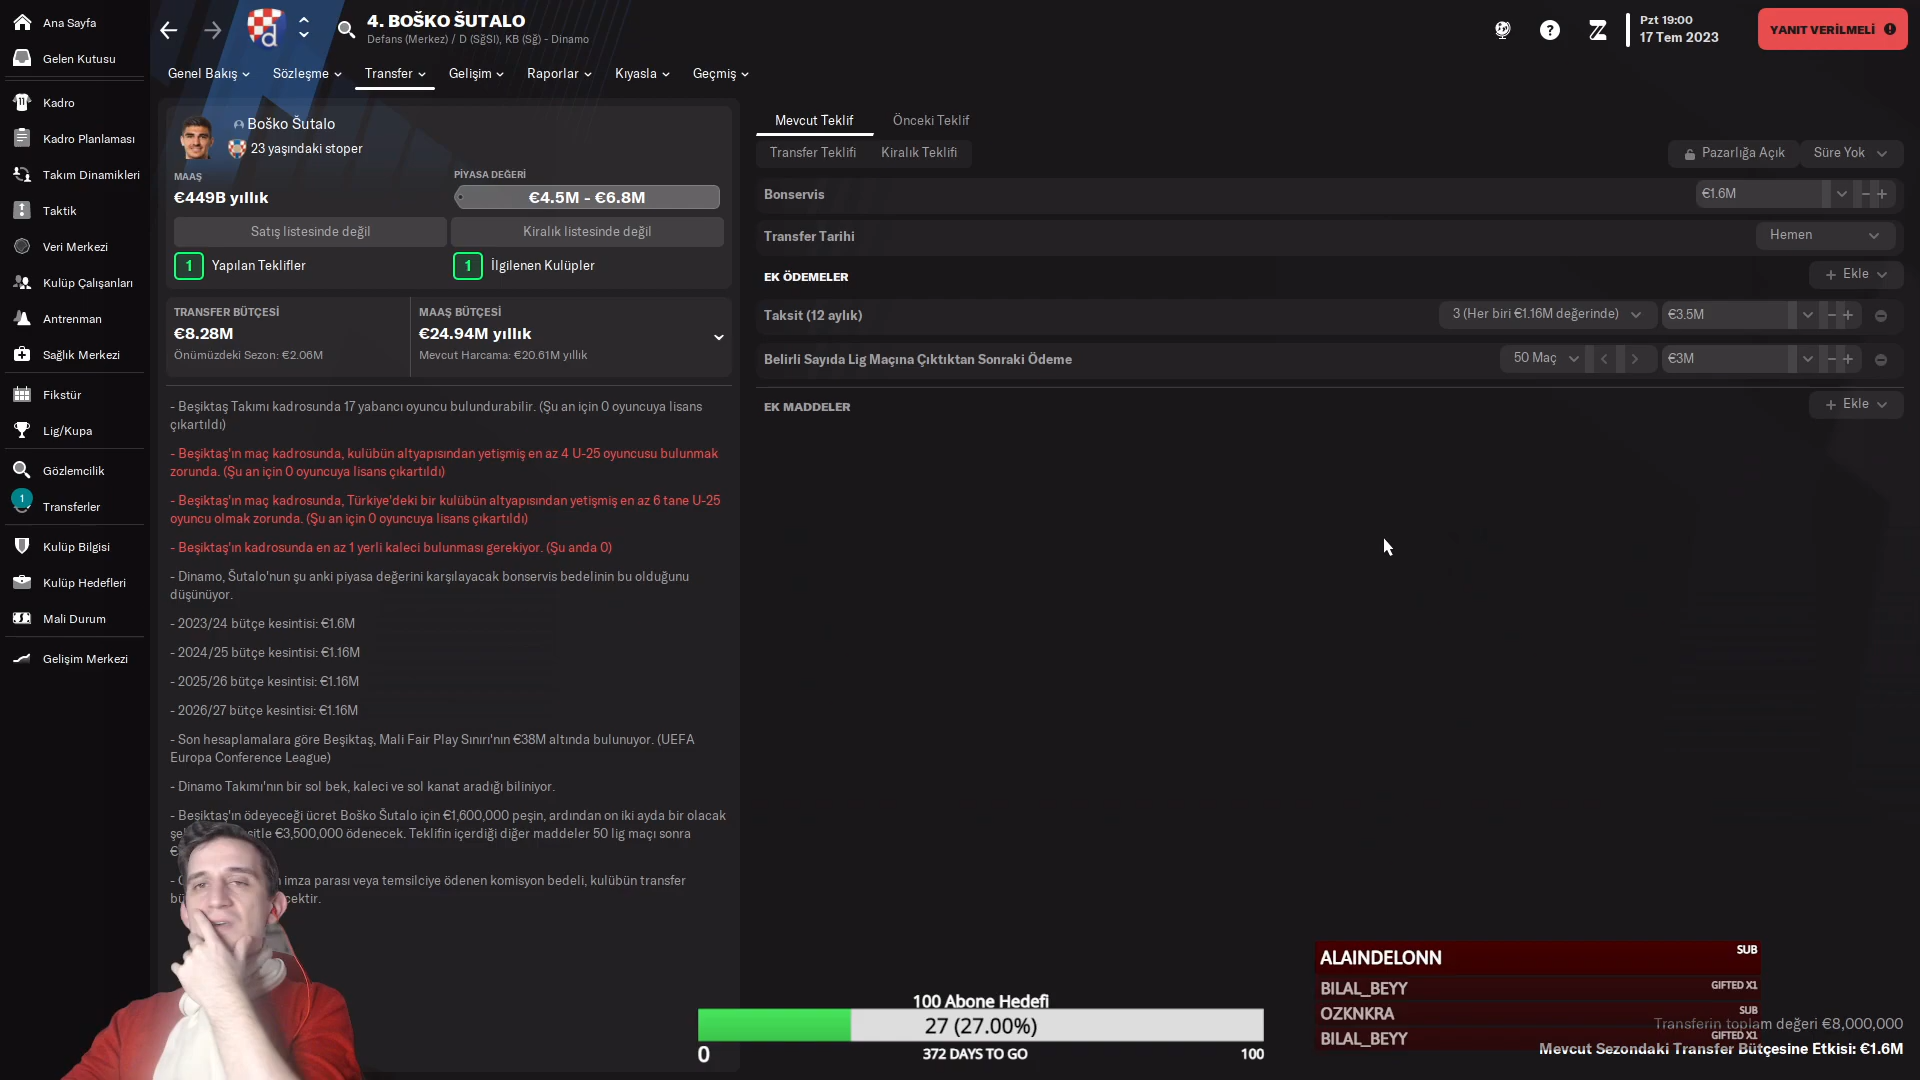 Ana Sayfa
Gelen Kutusu
Kadro
Kadro Planlaması
Takım Dinamikleri
Taktik
Veri Merkezi
Kulüp Çalışanları
Antrenman
Sağlık Merkezi
Fikstür
Lig/Kupa
Gözlemcilik
1
Transferler
Kulüp Bilgisi
Kulüp Hedefleri
Mali Durum
Gelişim Merkezi
4. BOŠKO ŠUTALO
Defans (Merkez) / D (SğSl), KB (Sğ) - Dinamo
Pzt 19:00
17 Tem 2023
YANIT VERİLMELİ
Genel Bakış Sözleşme Transfer Gelişim Raporlar Kıyasla Geçmiş
Boško Šutalo
23 yaşındaki stoper
MAAŞ
€449B yıllık
PİYASA DEĞERİ
€4.5M - €6.8M
Satış listesinde değil
Kiralık listesinde değil
1 Yapılan Teklifler
1 İlgilenen Kulüpler
TRANSFER BÜTÇESİ
€8.28M
Önümüzdeki Sezon: €2.06M
MAAŞ BÜTÇESİ
€24.94M yıllık
Mevcut Harcama: €20.61M yıllık
- Beşiktaş Takımı kadrosunda 17 yabancı oyuncu bulundurabilir. (Şu an için 0 oyuncuya lisans
çıkartıldı)
- Beşiktaş'ın maç kadrosunda, kulübün altyapısından yetişmiş en az 4 U-25 oyuncusu bulunmak
zorunda. (Şu an için 0 oyuncuya lisans çıkartıldı)
- Beşiktaş'ın maç kadrosunda, Türkiye'deki bir kulübün altyapısından yetişmiş en az 6 tane U-25
oyuncu olmak zorunda. (Şu an için 0 oyuncuya lisans çıkartıldı)
- Beşiktaş'ın kadrosunda en az 1 yerli kaleci bulunması gerekiyor. (Şu anda 0)
- Dinamo, Šutalo'nun şu anki piyasa değerini karşılayacak bonservis bedelinin bu olduğunu
düşünüyor.
- 2023/24 bütçe kesintisi: €1.6M
- 2024/25 bütçe kesintisi: €1.16M
- 2025/26 bütçe kesintisi: €1.16M
- 2026/27 bütçe kesintisi: €1.16M
- Son hesaplamalara göre Beşiktaş, Mali Fair Play Sınırı'nın €38M altında bulunuyor. (UEFA
Europa Conference League)
- Dinamo Takımı'nın bir sol bek, kaleci ve sol kanat aradığı biliniyor.
- Beşiktaş'ın ödeyeceği ücret Boško Šutalo için €1,600,000 peşin, ardından on iki ayda bir olacak
€3,500,000 ödenecek. Teklifin içerdiği diğer maddeler 50 lig maçı sonra
imza parası veya temsilciye ödenen komisyon bedeli, kulübün transfer
Mevcut Teklif Önceki Teklif
Transfer Teklifi Kiralık Teklifi
Pazarlığa Açık Süre Yok
Bonservis €1.6M
Transfer Tarihi Hemen
EK ÖDEMELER + Ekle
Taksit (12 aylık) 3 (Her biri €1.16M değerinde) €3.5M
Belirli Sayıda Lig Maçına Çıktıktan Sonraki Ödeme 50 Maç €3M
EK MADDELER + Ekle
100 Abone Hedefi
27 (27.00%)
0 372 DAYS TO GO 100
ALAINDELONN SUB
BILAL_BEYY GIFTED X1
OZKNKRA SUB
BILAL_BEYY GIFTED X1
Transferin toplam değeri €8,000,000
Mevcut Sezondaki Transfer Bütçesine Etkisi: €1.6M